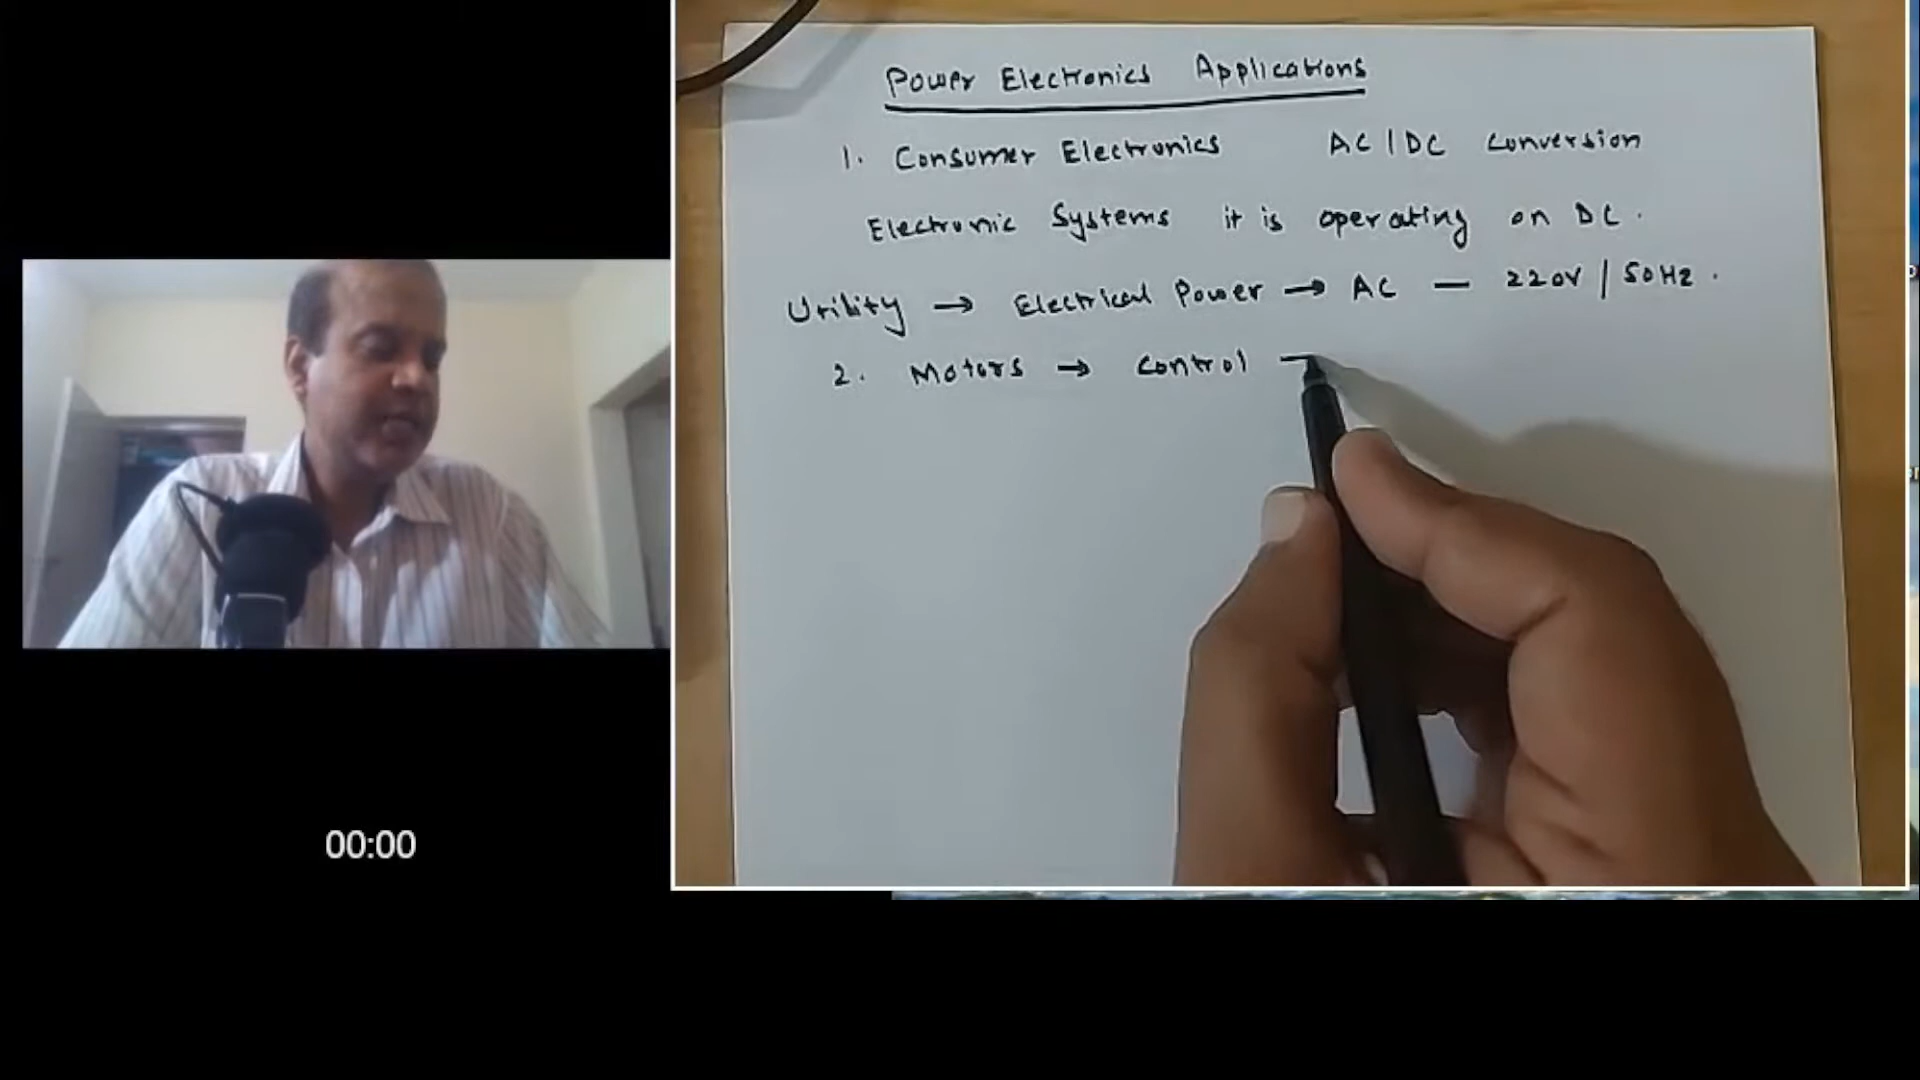 Power Electronics Applications
1. Consumer Electronics AC/DC conversion
Electronic Systems it is operating on DC.
Utility → Electrical Power → AC — 220V / 50Hz.
2. Motors → control —
00:00